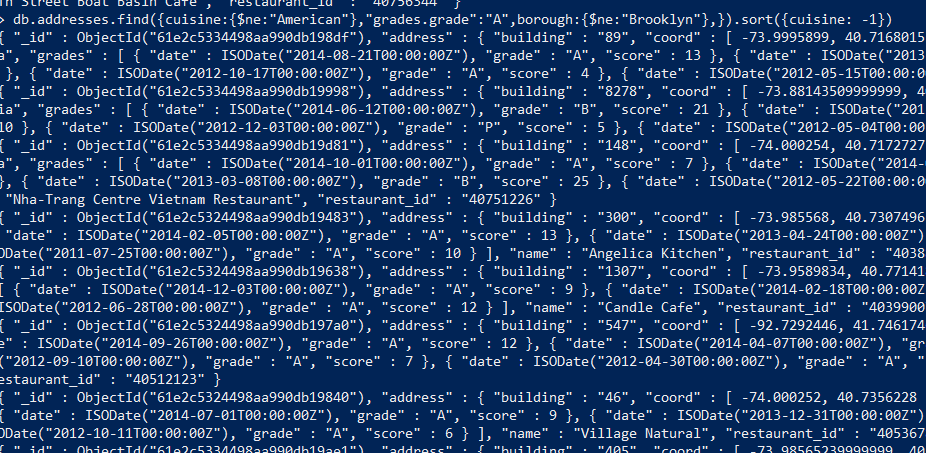 n Street Boat Basin Cafe", "restaurant_id" : "40756344" }
> db.addresses.find({cuisine:{$ne:"American"},"grades.grade":"A",borough:{$ne:"Brooklyn"},}).sort({cuisine: -1})
{ "_id" : ObjectId("61e2c5334498aa990db198df"), "address" : { "building" : "89", "coord" : [ -73.9995899, 40.7168015
a", "grades" : [ { "date" : ISODate("2014-08-21T00:00:00Z"), "grade" : "A", "score" : 13 }, { "date" : ISODate("2013
}, { "date" : ISODate("2012-10-17T00:00:00Z"), "grade" : "A", "score" : 4 }, { "date" : ISODate("2012-05-15T00:00:0
{ "_id" : ObjectId("61e2c5324498aa990db19998"), "address" : { "building" : "8278", "coord" : [ -73.88143509999999, 4
ia", "grades" : [ { "date" : ISODate("2014-06-12T00:00:00Z"), "grade" : "B", "score" : 21 }, { "date" : ISODate("201
10 }, { "date" : ISODate("2012-12-03T00:00:00Z"), "grade" : "P", "score" : 5 }, { "date" : ISODate("2012-05-04T00:00
{ "_id" : ObjectId("61e2c5324498aa990db19d81"), "address" : { "building" : "148", "coord" : [ -74.000254, 40.7172727
a", "grades" : [ { "date" : ISODate("2014-10-01T00:00:00Z"), "grade" : "A", "score" : 7 }, { "date" : ISODate("2014-
}, { "date" : ISODate("2013-03-08T00:00:00Z"), "grade" : "B", "score" : 25 }, { "date" : ISODate("2012-05-22T00:00:0
"Nha-Trang Centre Vietnam Restaurant", "restaurant_id" : "40751226" }
{ "_id" : ObjectId("61e2c5324498aa990db19483"), "address" : { "building" : "300", "coord" : [ -73.985568, 40.7307496
"date" : ISODate("2014-02-05T00:00:00Z"), "grade" : "A", "score" : 13 }, { "date" : ISODate("2013-04-24T00:00:00Z")
ODate("2011-07-25T00:00:00Z"), "grade" : "A", "score" : 10 } ], "name" : "Angelica Kitchen", "restaurant_id" : "4038
{ "_id" : ObjectId("61e2c5324498aa990db19638"), "address" : { "building" : "1307", "coord" : [ -73.9589834, 40.77141
[ { "date" : ISODate("2014-12-03T00:00:00Z"), "grade" : "A", "score" : 9 }, { "date" : ISODate("2014-02-18T00:00:00Z
ISODate("2012-06-28T00:00:00Z"), "grade" : "A", "score" : 12 } ], "name" : "Candle Cafe", "restaurant_id" : "4039900
{ "_id" : ObjectId("61e2c5324498aa990db197a0"), "address" : { "building" : "547", "coord" : [ -92.7292446, 41.746174
e" : ISODate("2014-09-26T00:00:00Z"), "grade" : "A", "score" : 12 }, { "date" : ISODate("2014-04-07T00:00:00Z"), "gr
("2012-09-10T00:00:00Z"), "grade" : "A", "score" : 7 }, { "date" : ISODate("2012-04-30T00:00:00Z"), "grade" : "A", "
estaurant_id" : "40512123" }
{ "_id" : ObjectId("61e2c5324498aa990db19840"), "address" : { "building" : "46", "coord" : [ -74.000252, 40.7356228
{ "date" : ISODate("2014-07-01T00:00:00Z"), "grade" : "A", "score" : 9 }, { "date" : ISODate("2013-12-31T00:00:00Z")
ODate("2012-10-11T00:00:00Z"), "grade" : "A", "score" : 6 } ], "name" : "Village Natural", "restaurant_id" : "405367
{ "_id" : ObjectId("61e2c5324498aa990db19ae1"), "address" : { "building" : "405", "coord" : [ -73.98565239999999, 40